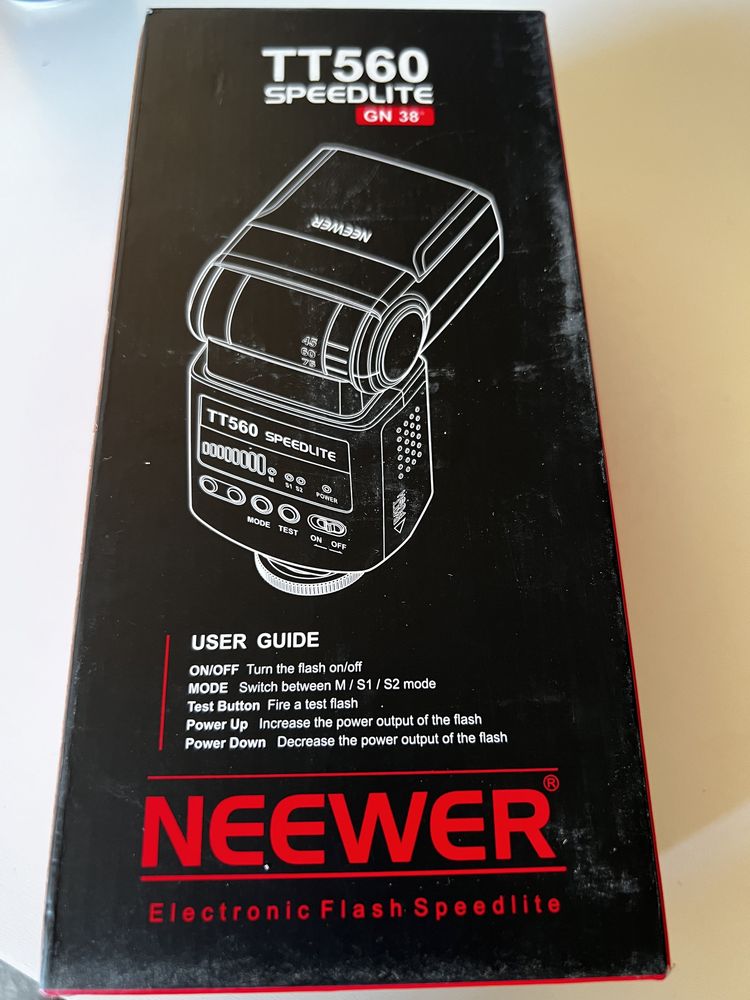 TT560
SPEEDLITE
GN 38*
NEEWER
45
60
75
TT560 SPEEDLITE
M S1 S2 POWER
MODE TEST ON OFF
USER GUIDE
ON/OFF Turn the flash on/off
MODE Switch between M / S1 / S2 mode
Test Button Fire a test flash
Power Up Increase the power output of the flash
Power Down Decrease the power output of the flash
NEEWER®
Electronic Flash Speedlite